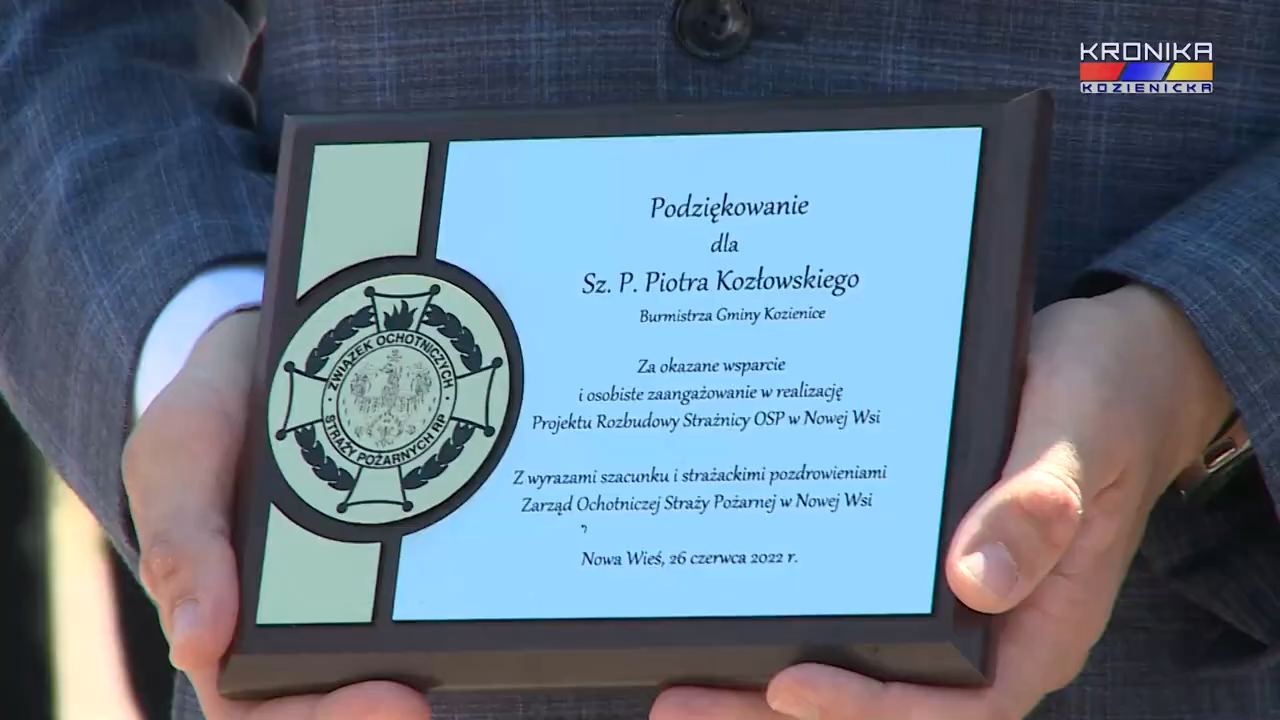 KRONIKA
KOZIENICKA
Podziękowanie
dla
Sz. P. Piotra Kozłowskiego
Burmistrza Gminy Kozienice
Za okazane wsparcie
i osobiste zaangażowanie w realizację
Projektu Rozbudowy Strażnicy OSP w Nowej Wsi
Z wyrazami szacunku i strażackimi pozdrowieniami
Zarząd Ochotniczej Straży Pożarnej w Nowej Wsi
Nowa Wieś, 26 czerwca 2022 r.
ZWIĄZEK OCHOTNICZYCH
STRAŻY POŻARNYCH RP